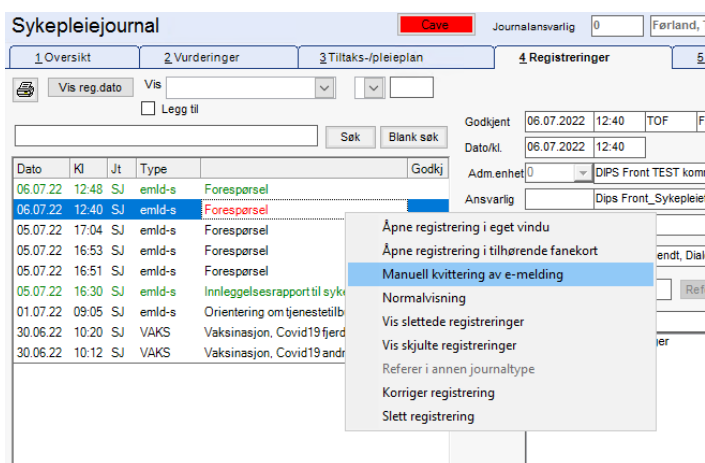 Sykepleiejournal Cave Journalansvarlig 0 Førland,
1 Oversikt 2 Vurderinger 3 Tiltaks-/pleieplan 4 Registreringer 5
Vis reg.dato Vis
Legg til
Søk Blank søk
Godkjent 06.07.2022 12:40 TOF F
Dato/kl. 06.07.2022 12:40
Adm.enhet 0 DIPS Front TEST komm
Ansvarlig Dips Front_Sykepleiet
Dato Kl Jt Type Godkj
06.07.22 12:48 SJ emld-s Forespørsel
06.07.22 12:40 SJ emld-s Forespørsel
05.07.22 17:04 SJ emld-s Forespørsel
05.07.22 16:53 SJ emld-s Forespørsel
05.07.22 16:51 SJ emld-s Forespørsel
05.07.22 16:30 SJ emld-s Innleggelsesrapport til syke
01.07.22 09:05 SJ emld-s Orientering om tjenestetilb
30.06.22 10:20 SJ VAKS Vaksinasjon, Covid19 fjerd
30.06.22 10:12 SJ VAKS Vaksinasjon, Covid19 andr
Åpne registrering i eget vindu
Åpne registrering i tilhørende fanekort
Manuell kvittering av e-melding
Normalvisning
Vis slettede registreringer
Vis skjulte registreringer
Referer i annen journaltype
Korriger registrering
Slett registrering
endt, Dial
Refe
ger